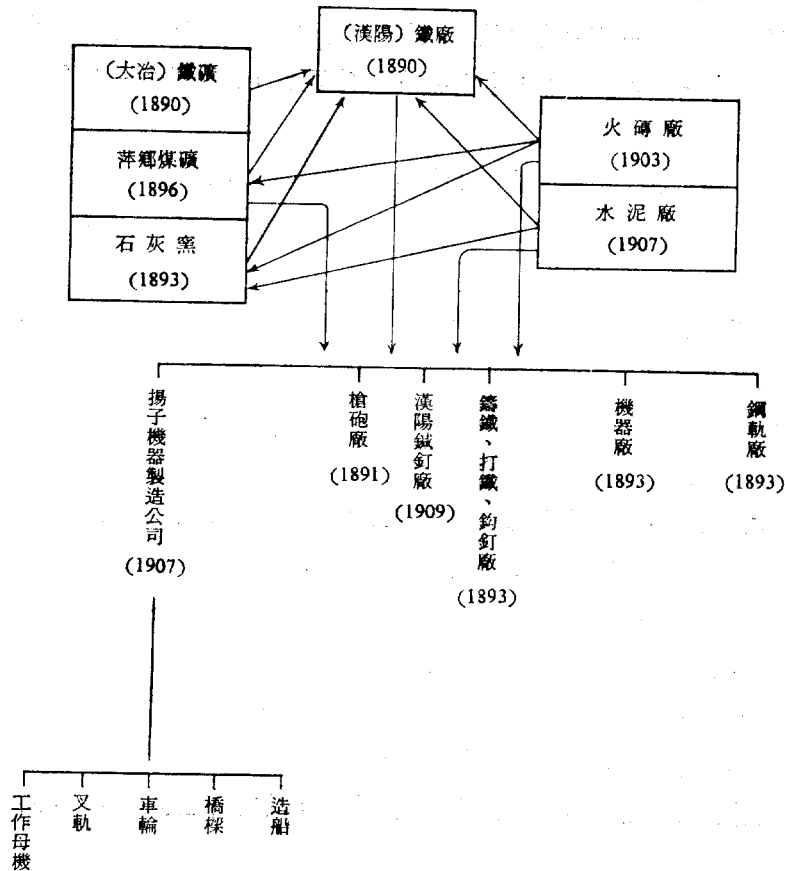 （漢陽）鐵廠
(1890)
（大冶）鐵礦
(1890)
萍鄉煤礦
(1896)
石灰窯
(1893)
火磚廠
(1903)
水泥廠
(1907)
揚子機器製造公司
(1907)
槍砲廠
(1891)
漢陽鍼釘廠
(1909)
鑄鐵、打鐵、鈎釘廠
(1893)
機器廠
(1893)
鋼軌廠
(1893)
工作母機
叉軌
車輪
橋樑
造船